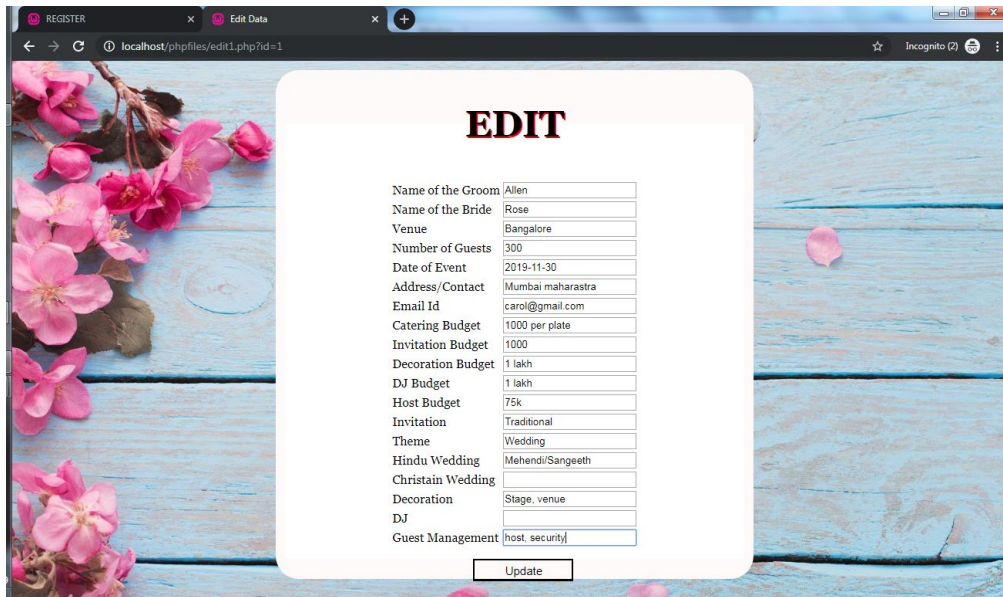 REGISTER
Edit Data
localhost/phpfiles/edit1.php?id=1
Incognito (2)
EDIT
Name of the Groom Allen
Name of the Bride Rose
Venue Bangalore
Number of Guests 300
Date of Event 2019-11-30
Address/Contact Mumbai maharastra
Email Id carol@gmail.com
Catering Budget 1000 per plate
Invitation Budget 1000
Decoration Budget 1 lakh
DJ Budget 1 lakh
Host Budget 75k
Invitation Traditional
Theme Wedding
Hindu Wedding Mehendi/Sangeeth
Christain Wedding
Decoration Stage, venue
DJ
Guest Management host, security
Update